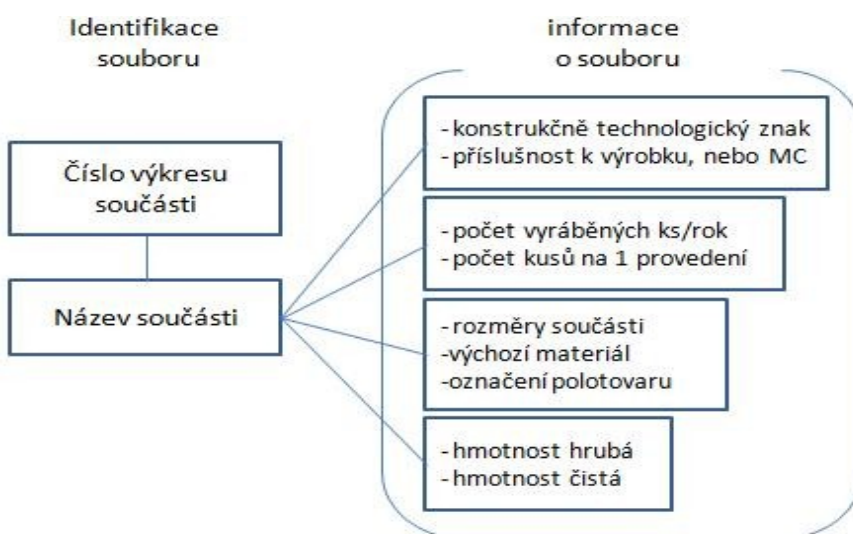 Identifikace
souboru
informace
o souboru
Číslo výkresu
součásti
Název součásti
-konstrukčně technologický znak
-příslušnost k výrobku, nebo MC
-počet vyráběných ks/rok
-počet kusů na 1 provedení
-rozměry součásti
-výchozí materiál
-označení polotovaru
-hmotnost hrubá
-hmotnost čistá